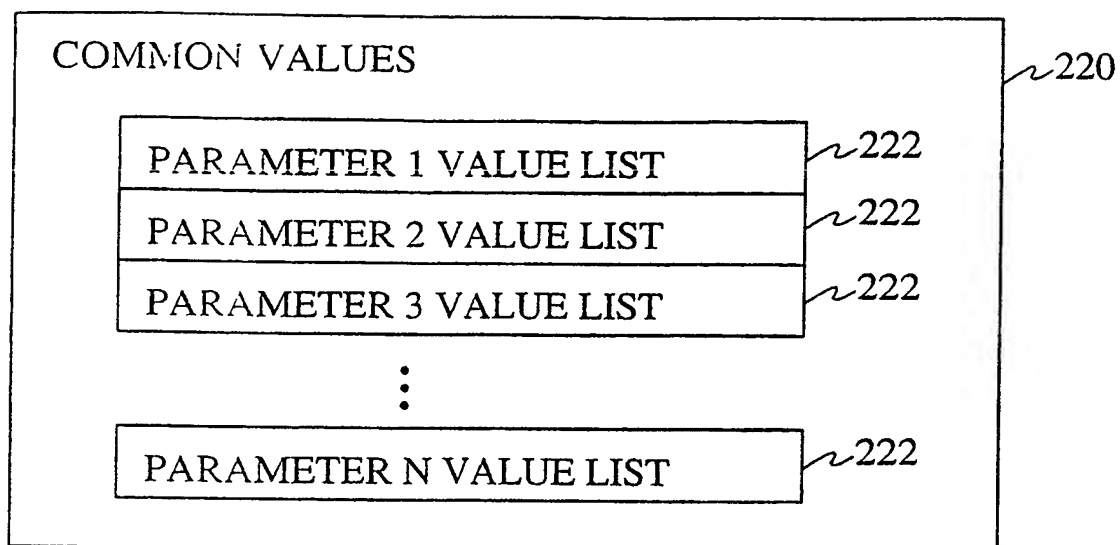 COMMON VALUES
220
PARAMETER 1 VALUE LIST
222
PARAMETER 2 VALUE LIST
222
PARAMETER 3 VALUE LIST
222
PARAMETER N VALUE LIST
222